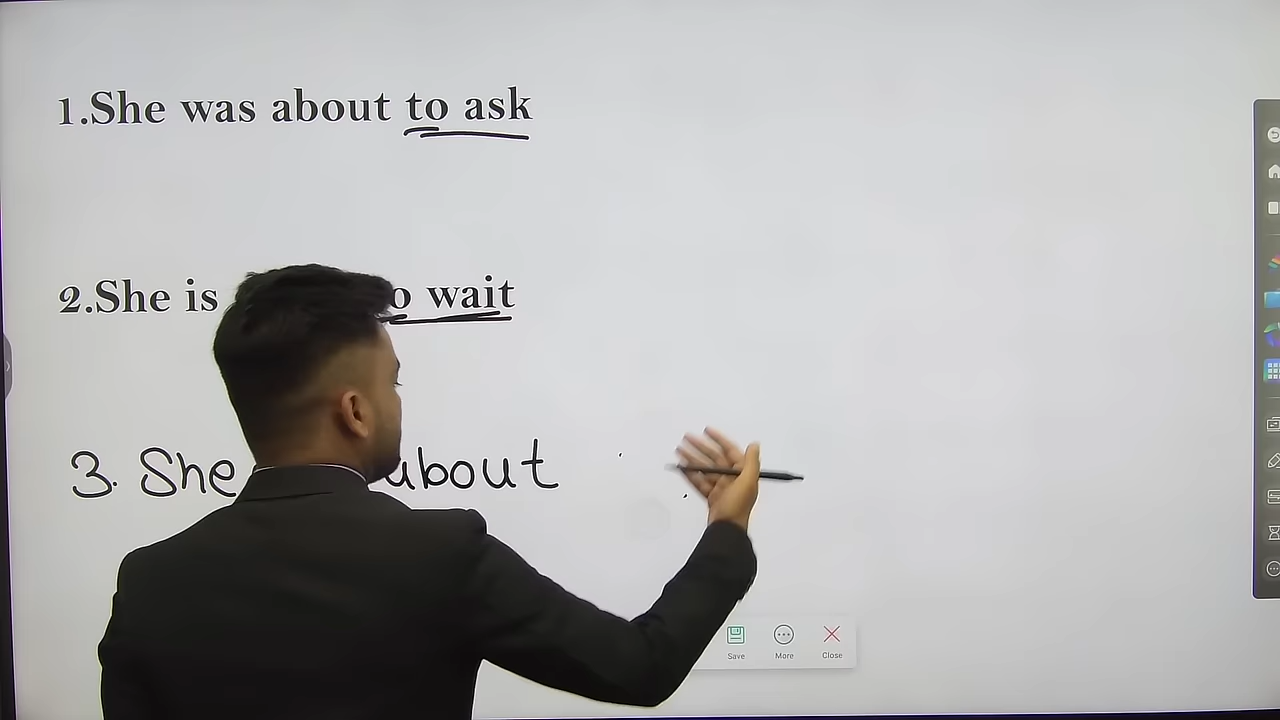 1.She was about to ask
2.She is wait
3. She about
Save
More
Close